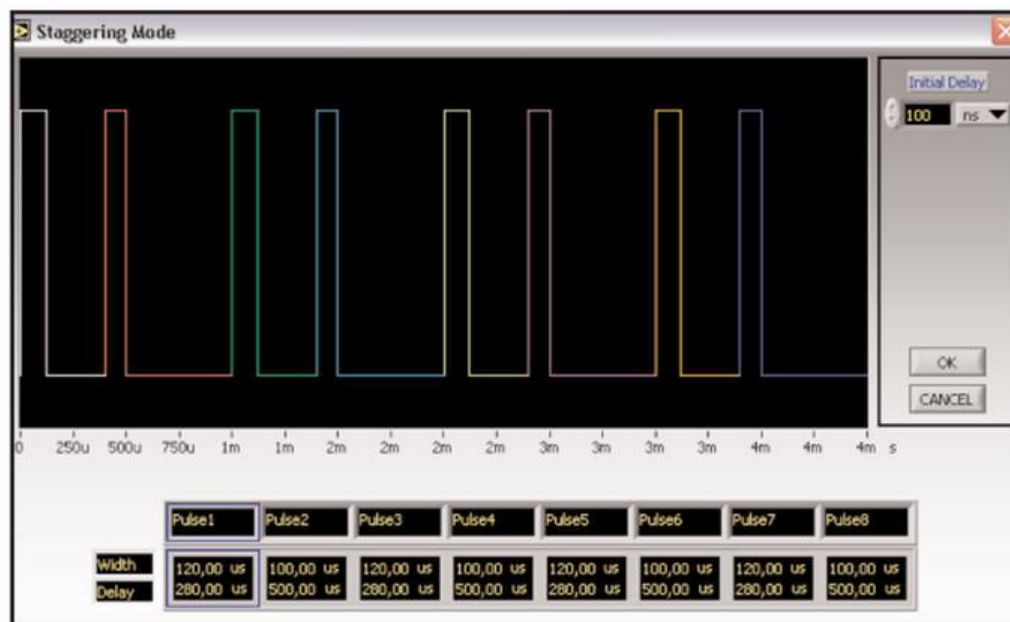 Staggering Mode
Initial Delay
100 ns
OK
CANCEL
0 250u 500u 750u 1m 1m 2m 2m 2m 2m 3m 3m 3m 3m 4m 4m 4m s
Pulse1 Pulse2 Pulse3 Pulse4 Pulse5 Pulse6 Pulse7 Pulse8
Width 120,00 us 100,00 us 120,00 us 100,00 us 120,00 us 100,00 us 120,00 us 100,00 us
Delay 280,00 us 500,00 us 280,00 us 500,00 us 280,00 us 500,00 us 280,00 us 500,00 us